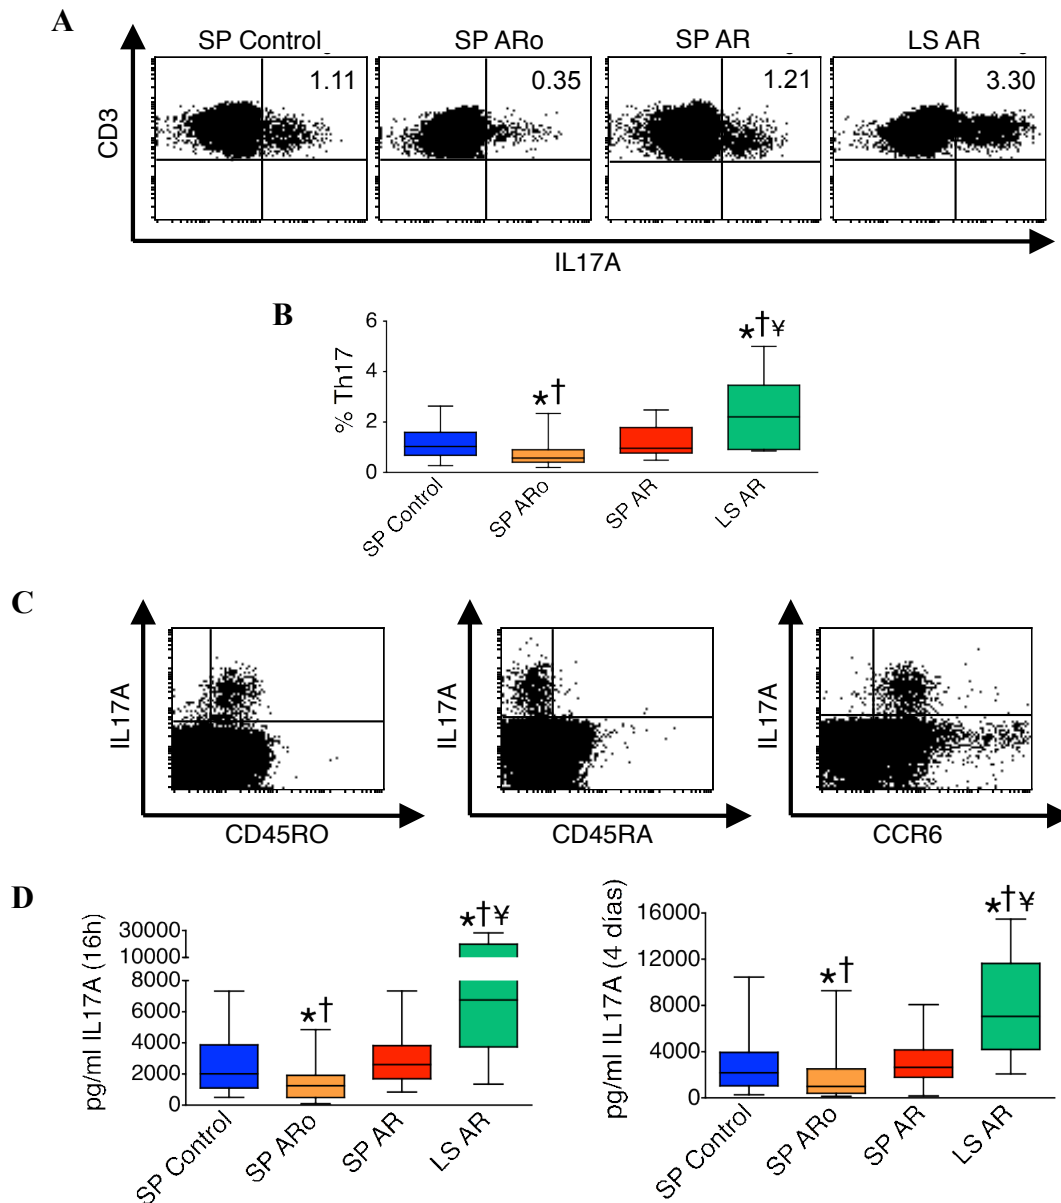 A
SP Control
SP ARo
SP AR
LS AR
1.11
0.35
1.21
3.30
CD3
IL17A
B
% Th17
6
4
2
0
*†
*†¥
SP Control
SP ARo
SP AR
LS AR
C
IL17A
IL17A
IL17A
CD45RO
CD45RA
CCR6
D
pg/ml IL17A (16h)
30000
10000
8000
6000
4000
2000
0
*†
*†¥
SP Control
SP ARo
SP AR
LS AR
pg/ml IL17A (4 días)
16000
12000
8000
4000
0
*†
*†¥
SP Control
SP ARo
SP AR
LS AR